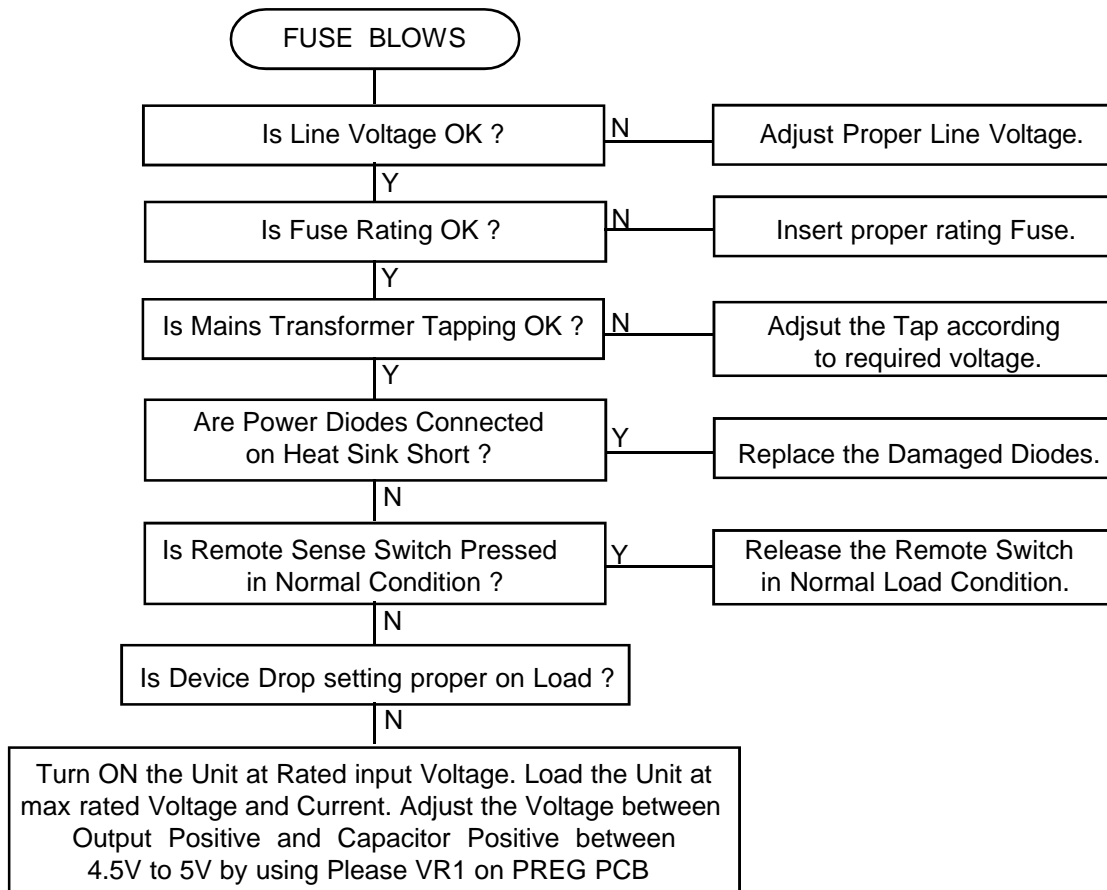 FUSE BLOWS
Is Line Voltage OK ?
N
Adjust Proper Line Voltage.
Y
Is Fuse Rating OK ?
N
Insert proper rating Fuse.
Y
Is Mains Transformer Tapping OK ?
N
Adjsut the Tap according
to required voltage.
Y
Are Power Diodes Connected
on Heat Sink Short ?
Y
Replace the Damaged Diodes.
N
Is Remote Sense Switch Pressed
in Normal Condition ?
Y
Release the Remote Switch
in Normal Load Condition.
N
Is Device Drop setting proper on Load ?
N
Turn ON the Unit at Rated input Voltage. Load the Unit at
max rated Voltage and Current. Adjust the Voltage between
Output Positive and Capacitor Positive between
4.5V to 5V by using Please VR1 on PREG PCB